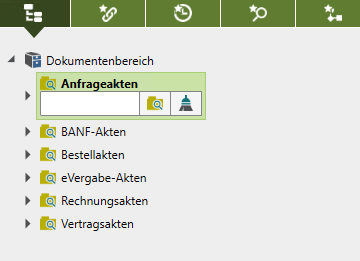 Dokumentenbereich
Anfrageakten
BANF-Akten
Bestellakten
eVergabe-Akten
Rechnungsakten
Vertragsakten